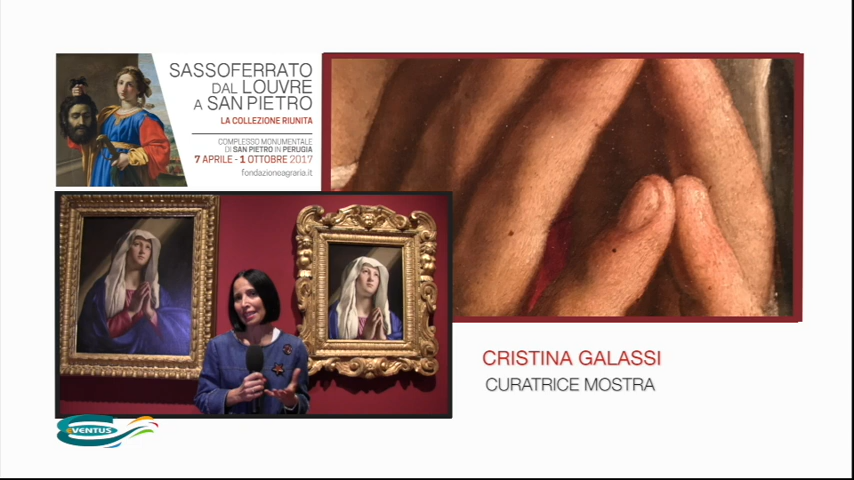 SASSOFERRATO
DAL LOUVRE
A SAN PIETRO
LA COLLEZIONE RIUNITA
COMPLESSO MONUMENTALE
DI SAN PIETRO IN PERUGIA
7 APRILE - 1 OTTOBRE 2017
fondazioneagraria.it
CRISTINA GALASSI
CURATRICE MOSTRA
EVENTUS